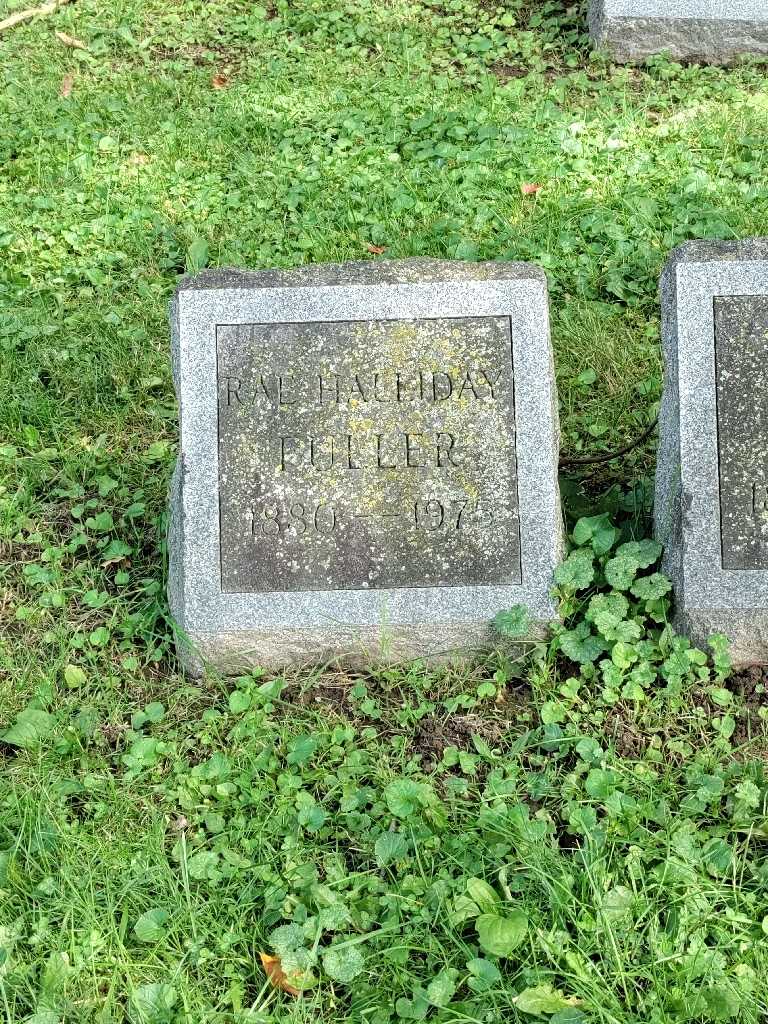 RAE HALLIDAY
FULLER
1880 — 1975